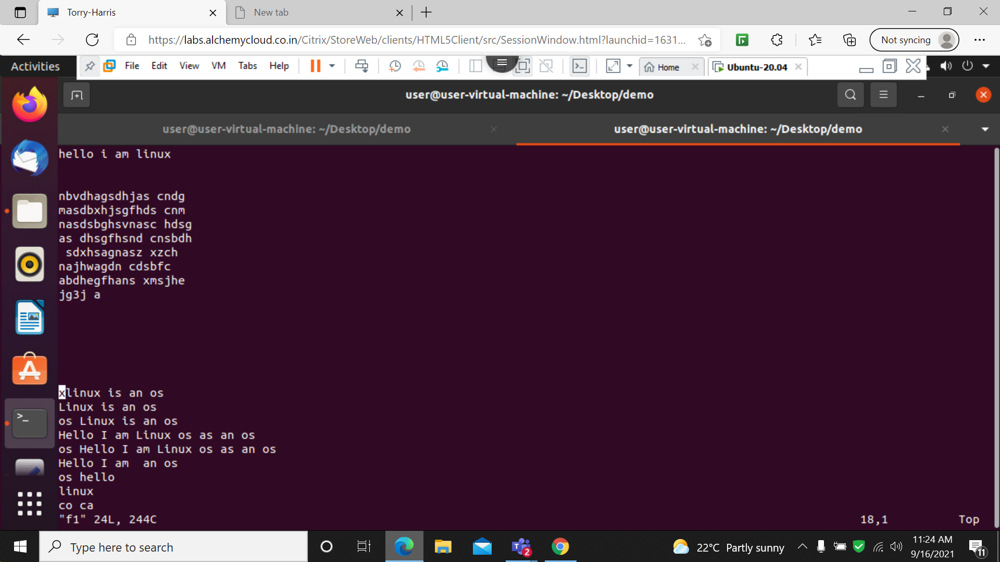 Torry-Harris
New tab
https://labs.alchemycloud.co.in/Citrix/StoreWeb/clients/HTML5Client/src/SessionWindow.html?launchid=1631...
Not syncing
Activities
File Edit View VM Tabs Help
Home
Ubuntu-20.04
user@user-virtual-machine: ~/Desktop/demo
user@user-virtual-machine: ~/Desktop/demo
user@user-virtual-machine: ~/Desktop/demo
hello i am linux
nbvdhagsdhjas cndg
masdbxhjsgfhds cnm
nasdsbghsvnasc hdsg
as dhsgfhsnd cnsbdh
sdxhsagnasz xzch
najhwagdn cdsbfc
abdhegfhans xmsjhe
jg3j a
xlinux is an os
Linux is an os
os Linux is an os
Hello I am Linux os as an os
os Hello I am Linux os as an os
Hello I am  an os
os hello
linux
co ca
"f1" 24L, 244C
18,1
Top
Type here to search
2
22°C Partly sunny
11:24 AM
9/16/2021
11